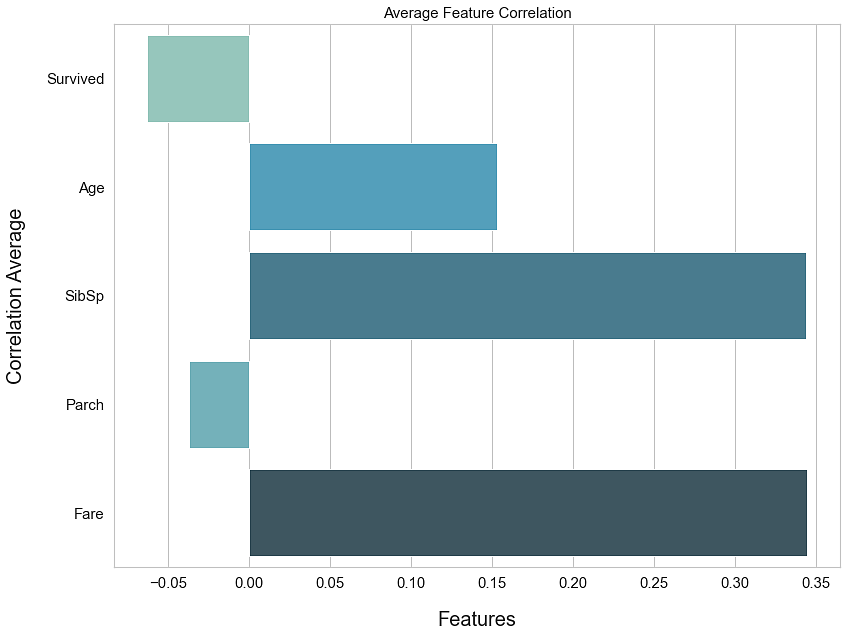 Average Feature Correlation
Survived
Age
SibSp
Parch
Fare
Correlation Average
−0.05 0.00 0.05 0.10 0.15 0.20 0.25 0.30 0.35
Features